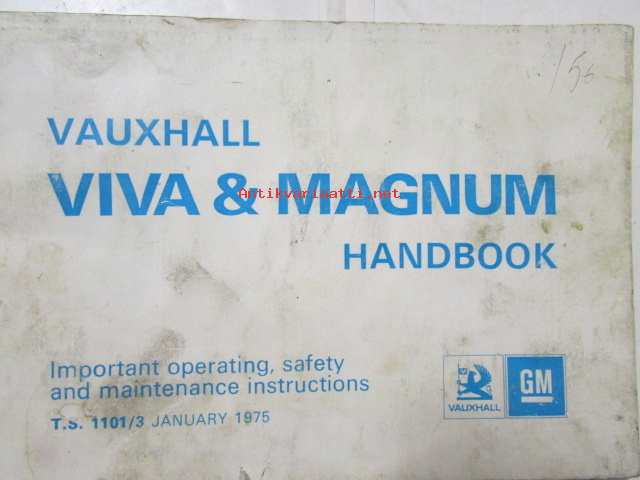 VAUXHALL
VIVA & MAGNUM
Antikvariaatti.net
HANDBOOK
Important operating, safety
and maintenance instructions
T.S. 1101/3 JANUARY 1975
VAUXHALL
GM